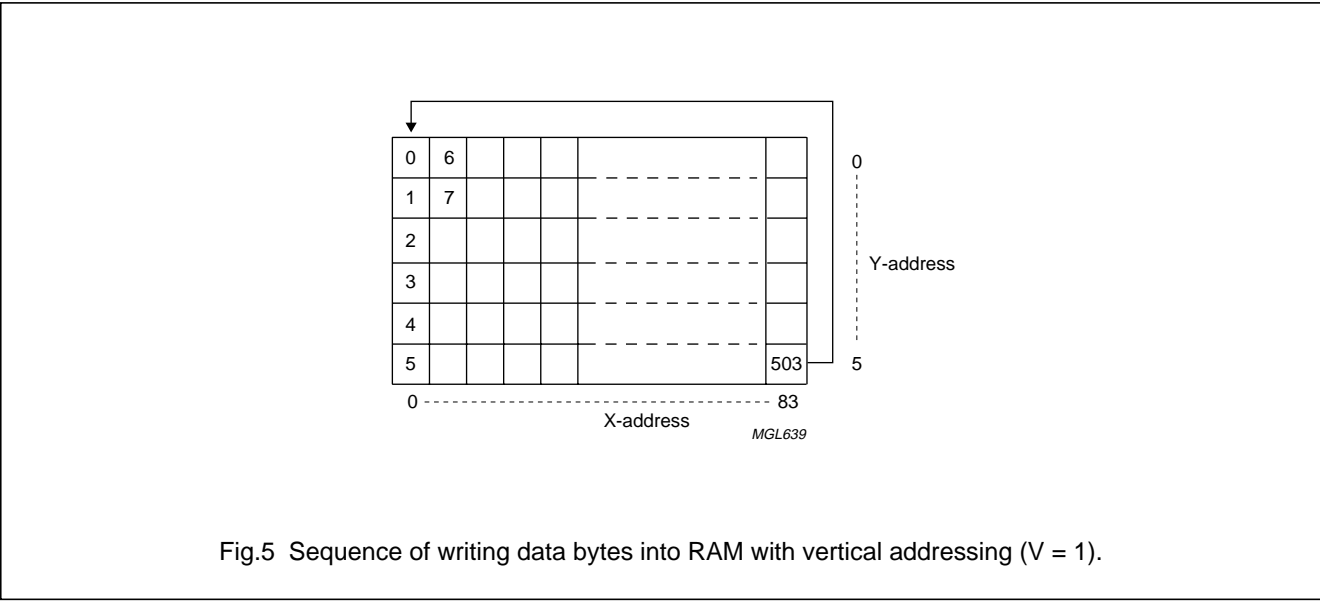 0 6 0
1 7
2
Y-address
3
4
5 503 5
0 83
X-address
MGL639
Fig.5 Sequence of writing data bytes into RAM with vertical addressing (V = 1).